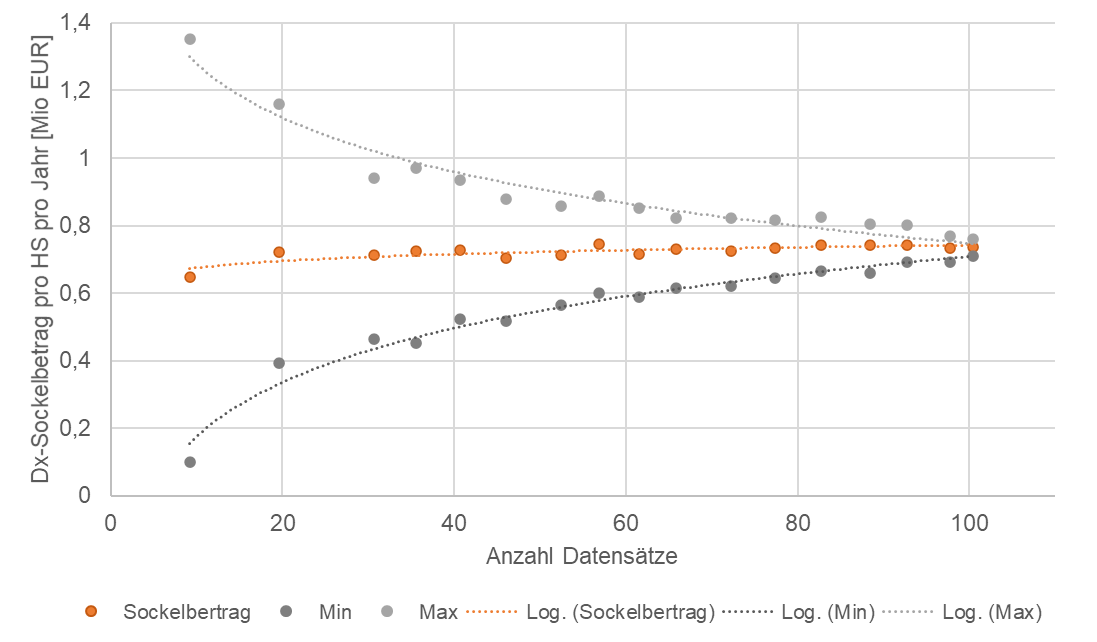 Dx-Sockelbetrag pro HS pro Jahr [Mio EUR]
1,4
1,2
1
0,8
0,6
0,4
0,2
0
0 20 40 60 80 100
Anzahl Datensätze
Sockelbertrag Min Max Log. (Sockelbertrag) Log. (Min) Log. (Max)